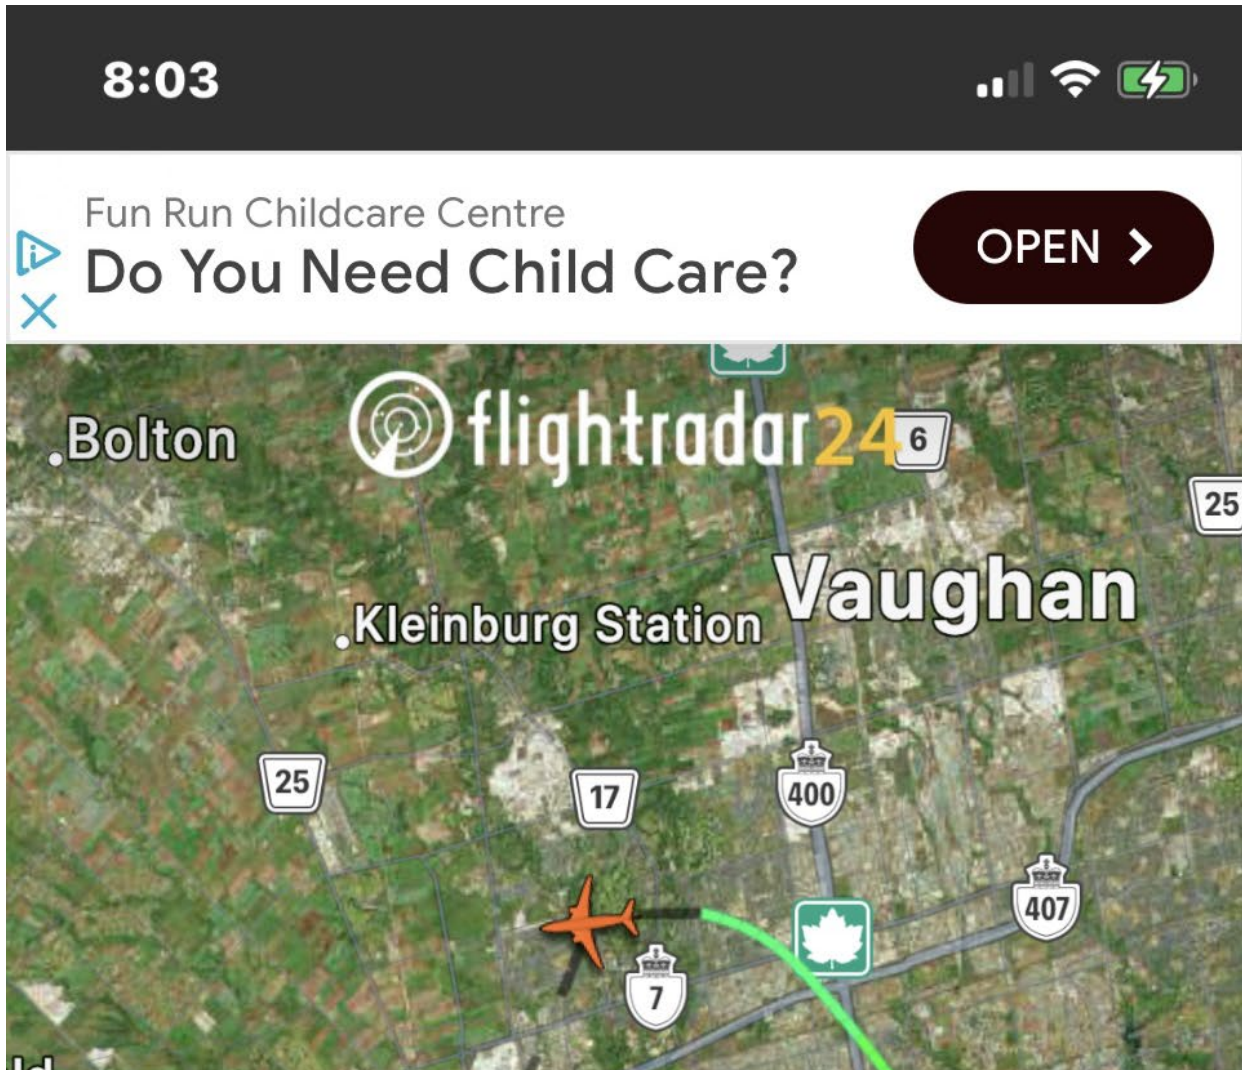 8:03
Fun Run Childcare Centre
Do You Need Child Care?
OPEN
flightradar24
6
Bolton
25
Vaughan
Kleinburg Station
25
17
400
407
7
ld